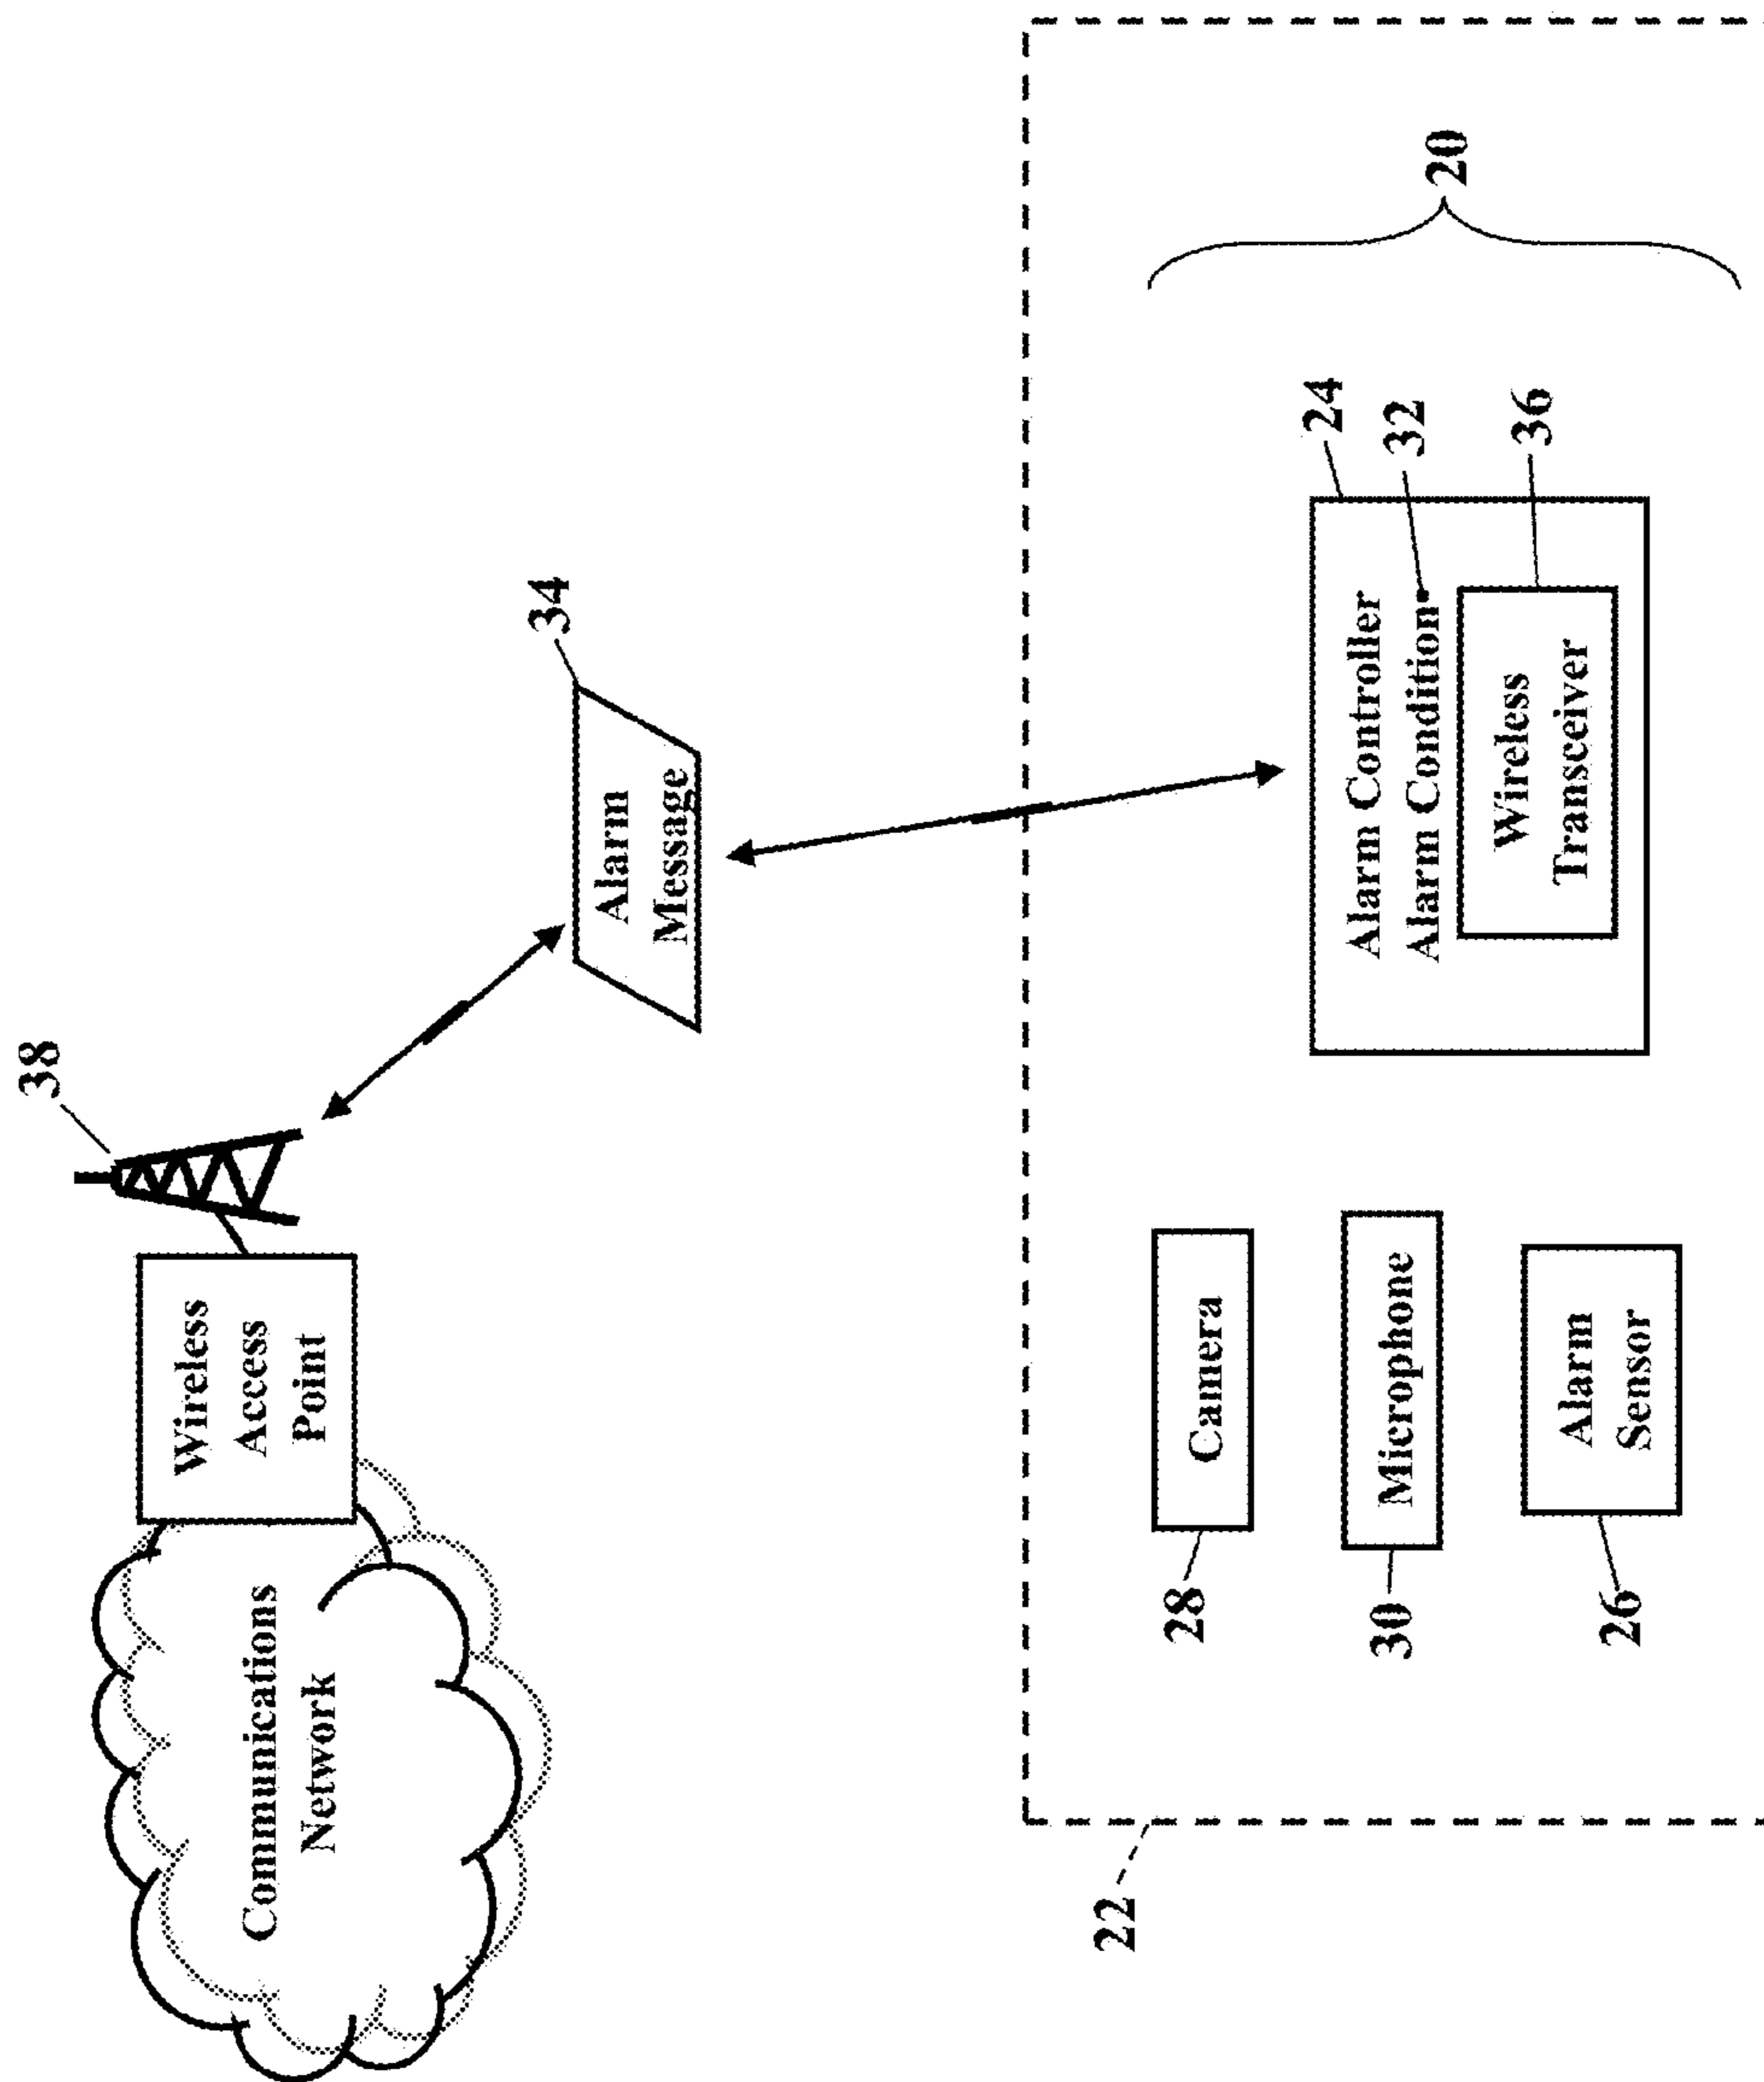 38
Wireless
Access
Point
Communications
Network
34
Alarm
Message
22
20
28
Camera
30
Microphone
26
Alarm
Sensor
24
Alarm Controller
32
Alarm Condition
36
Wireless
Transceiver